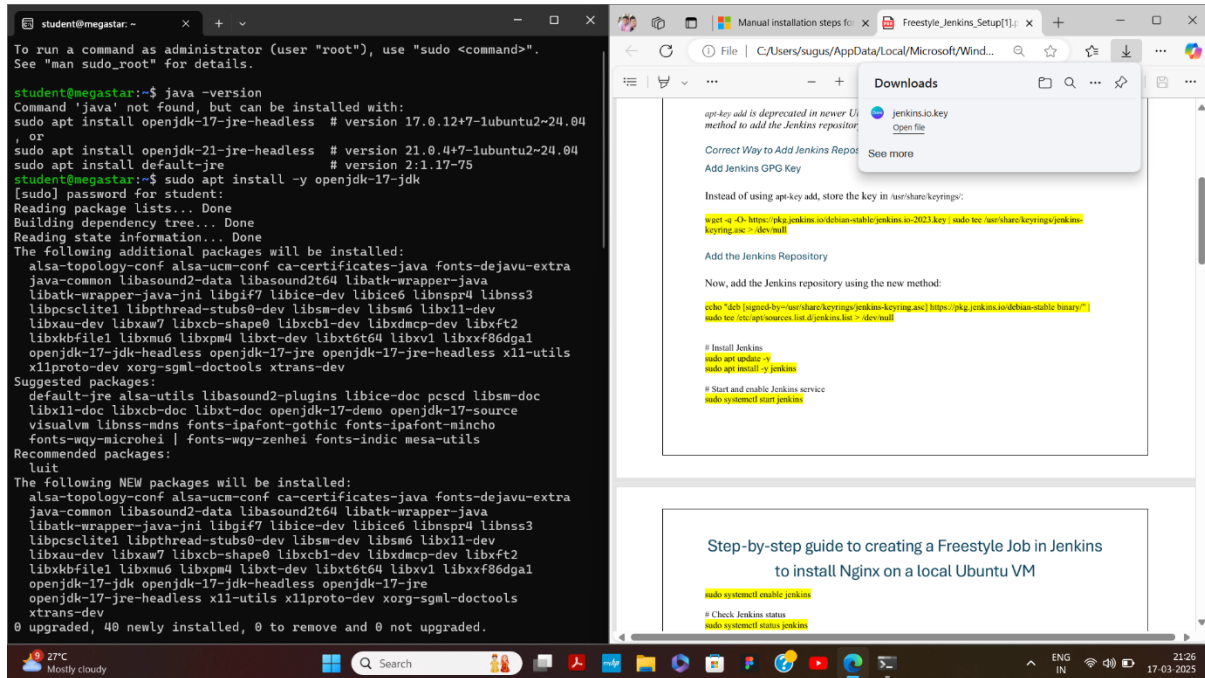 student@megastar: ~
To run a command as administrator (user "root"), use "sudo <command>".
See "man sudo_root" for details.
student@megastar:~$ java -version
Command 'java' not found, but can be installed with:
sudo apt install openjdk-17-jre-headless # version 17.0.12+7-1ubuntu2~24.04
, or
sudo apt install openjdk-21-jre-headless # version 21.0.4+7-1ubuntu2~24.04
sudo apt install default-jre # version 2:1.17-75
student@megastar:~$ sudo apt install -y openjdk-17-jdk
[sudo] password for student:
Reading package lists... Done
Building dependency tree... Done
Reading state information... Done
The following additional packages will be installed:
alsa-topology-conf alsa-ucm-conf ca-certificates-java fonts-dejavu-extra
java-common libasound2-data libasound2t64 libatk-wrapper-java
libatk-wrapper-java-jni libgif7 libice-dev libice6 libnspr4 libnss3
libpcsclite1 libpthread-stubs0-dev libsm-dev libsm6 libx11-dev
libxau-dev libxaw7 libxcb-shape0 libxcb1-dev libxdmcp-dev libxft2
libxkbfile1 libxmu6 libxpm4 libxt-dev libxt6t64 libxv1 libxxf86dga1
openjdk-17-jdk-headless openjdk-17-jre openjdk-17-jre-headless x11-utils
x11proto-dev xorg-sgml-doctools xtrans-dev
Suggested packages:
default-jre alsa-utils libasound2-plugins libice-doc pcscd libsm-doc
libx11-doc libxcb-doc libxt-doc openjdk-17-demo openjdk-17-source
visualvm libnss-mdns fonts-ipafont-gothic fonts-ipafont-mincho
fonts-wqy-microhei | fonts-wqy-zenhei fonts-indic mesa-utils
Recommended packages:
luit
The following NEW packages will be installed:
alsa-topology-conf alsa-ucm-conf ca-certificates-java fonts-dejavu-extra
java-common libasound2-data libasound2t64 libatk-wrapper-java
libatk-wrapper-java-jni libgif7 libice-dev libice6 libnspr4 libnss3
libpcsclite1 libpthread-stubs0-dev libsm-dev libsm6 libx11-dev
libxau-dev libxaw7 libxcb-shape0 libxcb1-dev libxdmcp-dev libxft2
libxkbfile1 libxmu6 libxpm4 libxt-dev libxt6t64 libxv1 libxxf86dga1
openjdk-17-jdk openjdk-17-jdk-headless openjdk-17-jre
openjdk-17-jre-headless x11-utils x11proto-dev xorg-sgml-doctools
xtrans-dev
0 upgraded, 40 newly installed, 0 to remove and 0 not upgraded.
Manual installation steps for
Freestyle_Jenkins_Setup[1].p
File
C:/Users/sugus/AppData/Local/Microsoft/Wind...
Downloads
jenkins.io.key
Open file
See more
apt-key add is deprecated in newer U
method to add the Jenkins repositor
Correct Way to Add Jenkins Repos
Add Jenkins GPG Key
Instead of using apt-key add, store the key in /usr/share/keyrings/:
wget -q -O- https://pkg.jenkins.io/debian-stable/jenkins.io-2023.key | sudo tee /usr/share/keyrings/jenkins-
keyring.asc > /dev/null
Add the Jenkins Repository
Now, add the Jenkins repository using the new method:
echo "deb [signed-by=/usr/share/keyrings/jenkins-keyring.asc] https://pkg.jenkins.io/debian-stable binary/" |
sudo tee /etc/apt/sources.list.d/jenkins.list > /dev/null
# Install Jenkins
sudo apt update -y
sudo apt install -y jenkins
# Start and enable Jenkins service
sudo systemctl start jenkins
Step-by-step guide to creating a Freestyle Job in Jenkins
to install Nginx on a local Ubuntu VM
sudo systemctl enable jenkins
# Check Jenkins status
sudo systemctl status jenkins
9
27°C
Mostly cloudy
Search
ENG
IN
21:26
17-03-2025